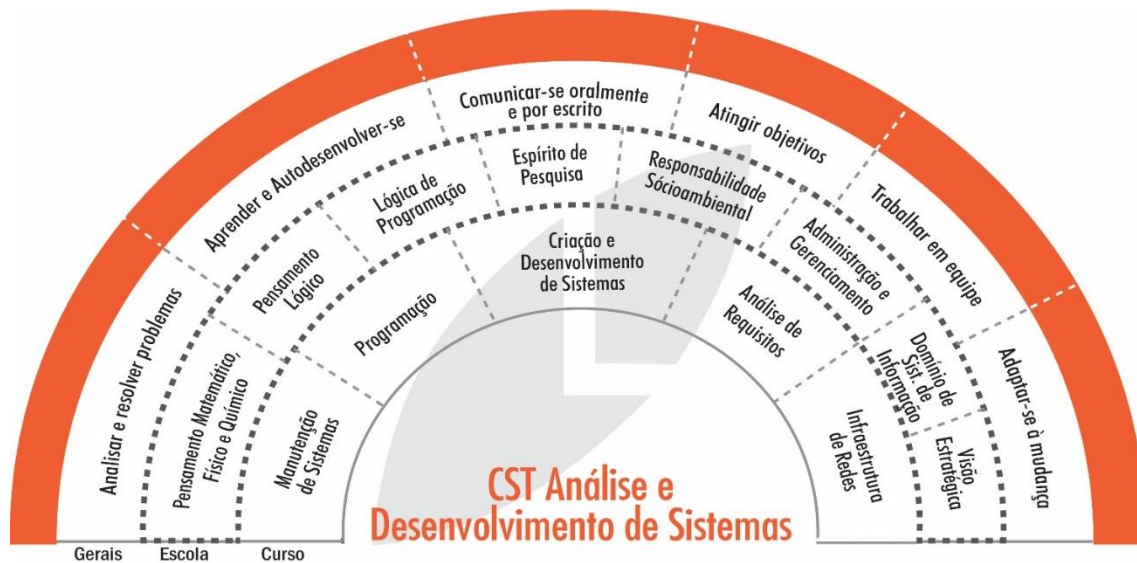 Analisar e resolver problemas
Aprender e Autodesenvolver-se
Comunicar-se oralmente
e por escrito
Atingir objetivos
Trabalhar em equipe
Adaptar-se à mudança
Pensamento Matemático,
Físico e Químico
Pensamento
Lógico
Lógica de
Programação
Espírito de
Pesquisa
Responsabilidade
Sócioambiental
Administração e
Gerenciamento
Domínio de
Sist. de
Informação
Visão
Estratégica
Manutenção
de Sistemas
Programação
Criação e
Desenvolvimento
de Sistemas
Análise de
Requisitos
Infraestrutura
de Redes
CST Análise e
Desenvolvimento de Sistemas
Gerais
Escola
Curso